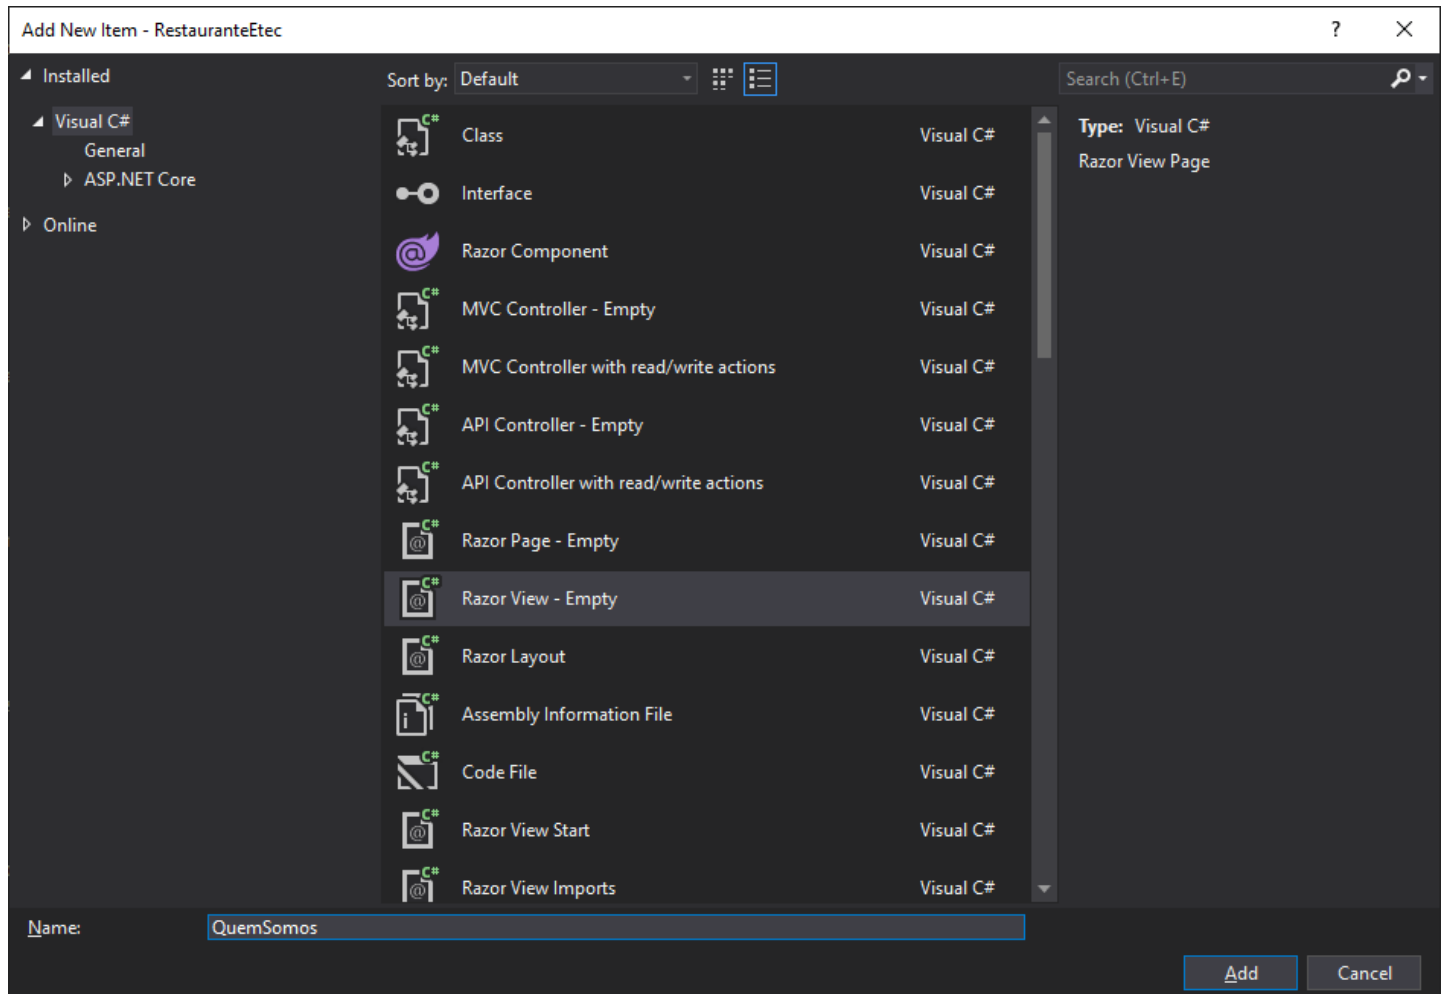 Add New Item - RestauranteEtec
?
Installed
Sort by: Default
Search (Ctrl+E)
Visual C#
General
ASP.NET Core
Online
C# Class Visual C#
Interface Visual C#
@ Razor Component Visual C#
C# MVC Controller - Empty Visual C#
C# MVC Controller with read/write actions Visual C#
C# API Controller - Empty Visual C#
C# API Controller with read/write actions Visual C#
C# @ Razor Page - Empty Visual C#
C# @ Razor View - Empty Visual C#
C# @ Razor Layout Visual C#
C# i Assembly Information File Visual C#
C# Code File Visual C#
C# @ Razor View Start Visual C#
C# @ Razor View Imports Visual C#
Type: Visual C#
Razor View Page
Name: QuemSomos
Add Cancel